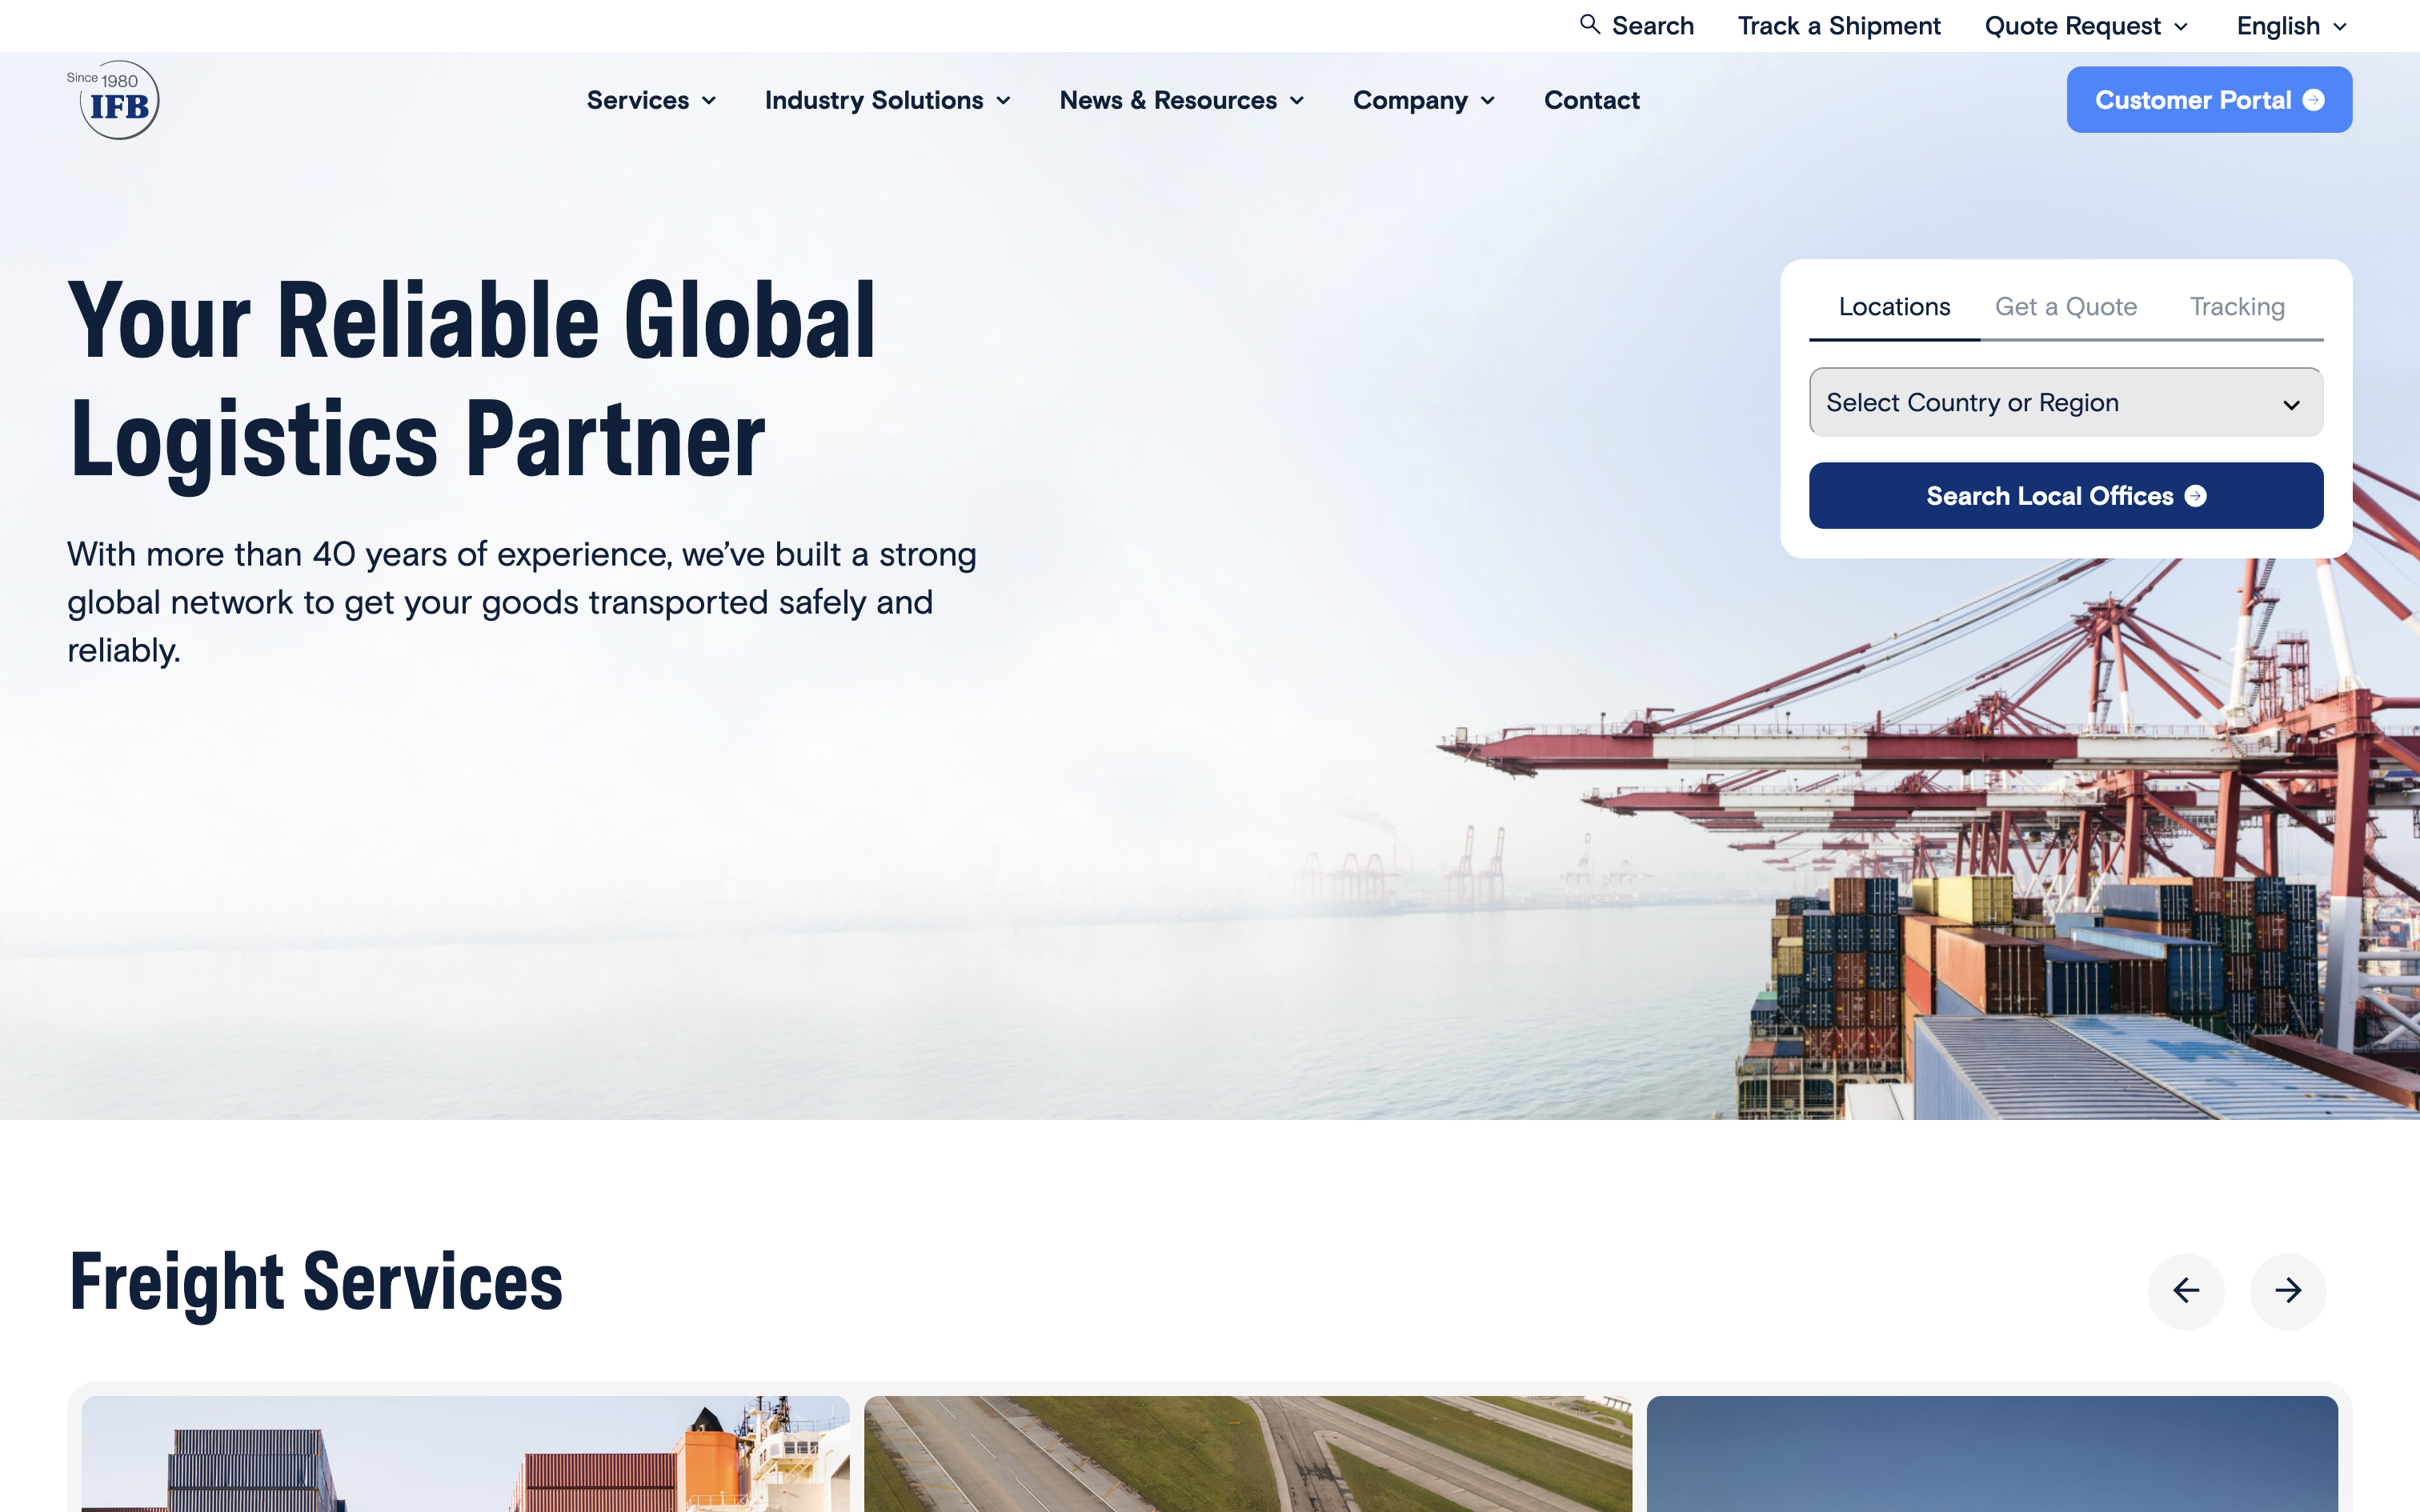 Search
Track a Shipment
Quote Request
English
Since 1980
IFB
Services
Industry Solutions
News & Resources
Company
Contact
Customer Portal
Your Reliable Global
Logistics Partner
With more than 40 years of experience, we’ve built a strong
global network to get your goods transported safely and
reliably.
Locations
Get a Quote
Tracking
Select Country or Region
Search Local Offices
Freight Services